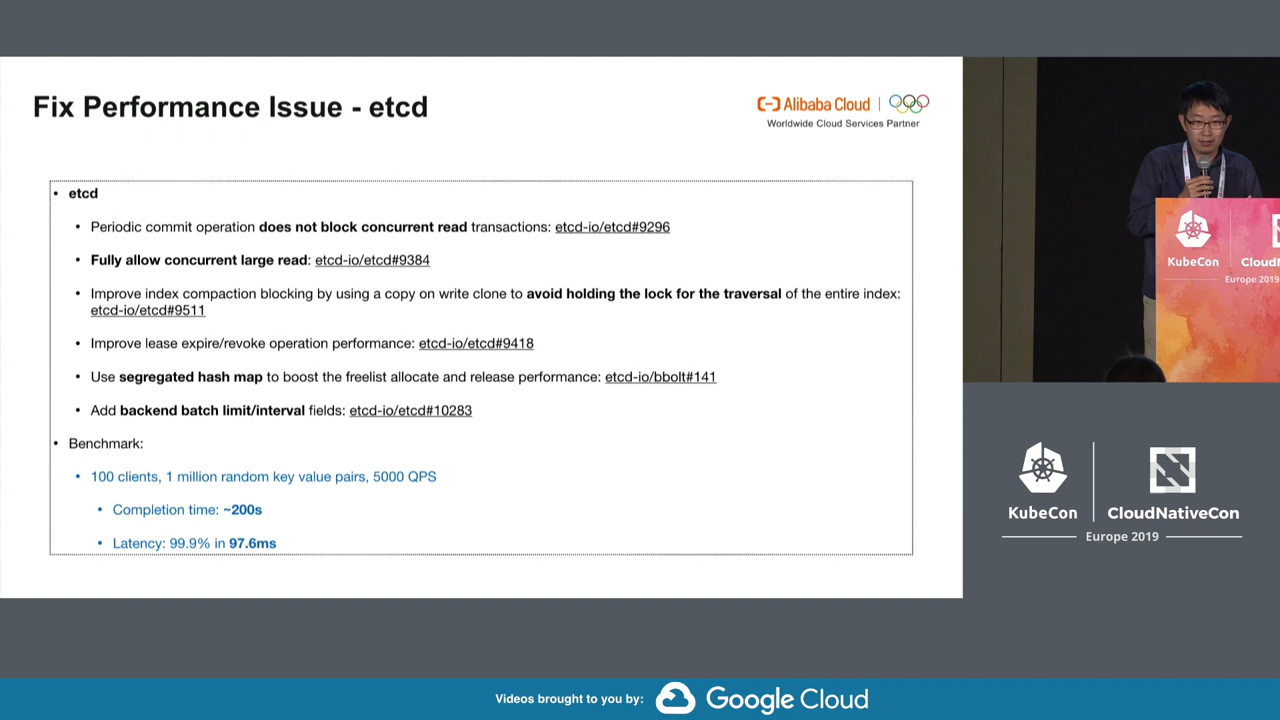 Fix Performance Issue - etcd
Alibaba Cloud
Worldwide Cloud Services Partner
• etcd
• Periodic commit operation does not block concurrent read transactions: etcd-io/etcd#9296
• Fully allow concurrent large read: etcd-io/etcd#9384
• Improve index compaction blocking by using a copy on write clone to avoid holding the lock for the traversal of the entire index:
etcd-io/etcd#9511
• Improve lease expire/revoke operation performance: etcd-io/etcd#9418
• Use segregated hash map to boost the freelist allocate and release performance: etcd-io/bbolt#141
• Add backend batch limit/interval fields: etcd-io/etcd#10283
• Benchmark:
• 100 clients, 1 million random key value pairs, 5000 QPS
• Completion time: ~200s
• Latency: 99.9% in 97.6ms
KubeCon
CloudN
Europe 2019
KubeCon
CloudNativeCon
Europe 2019
Videos brought to you by:
Google Cloud